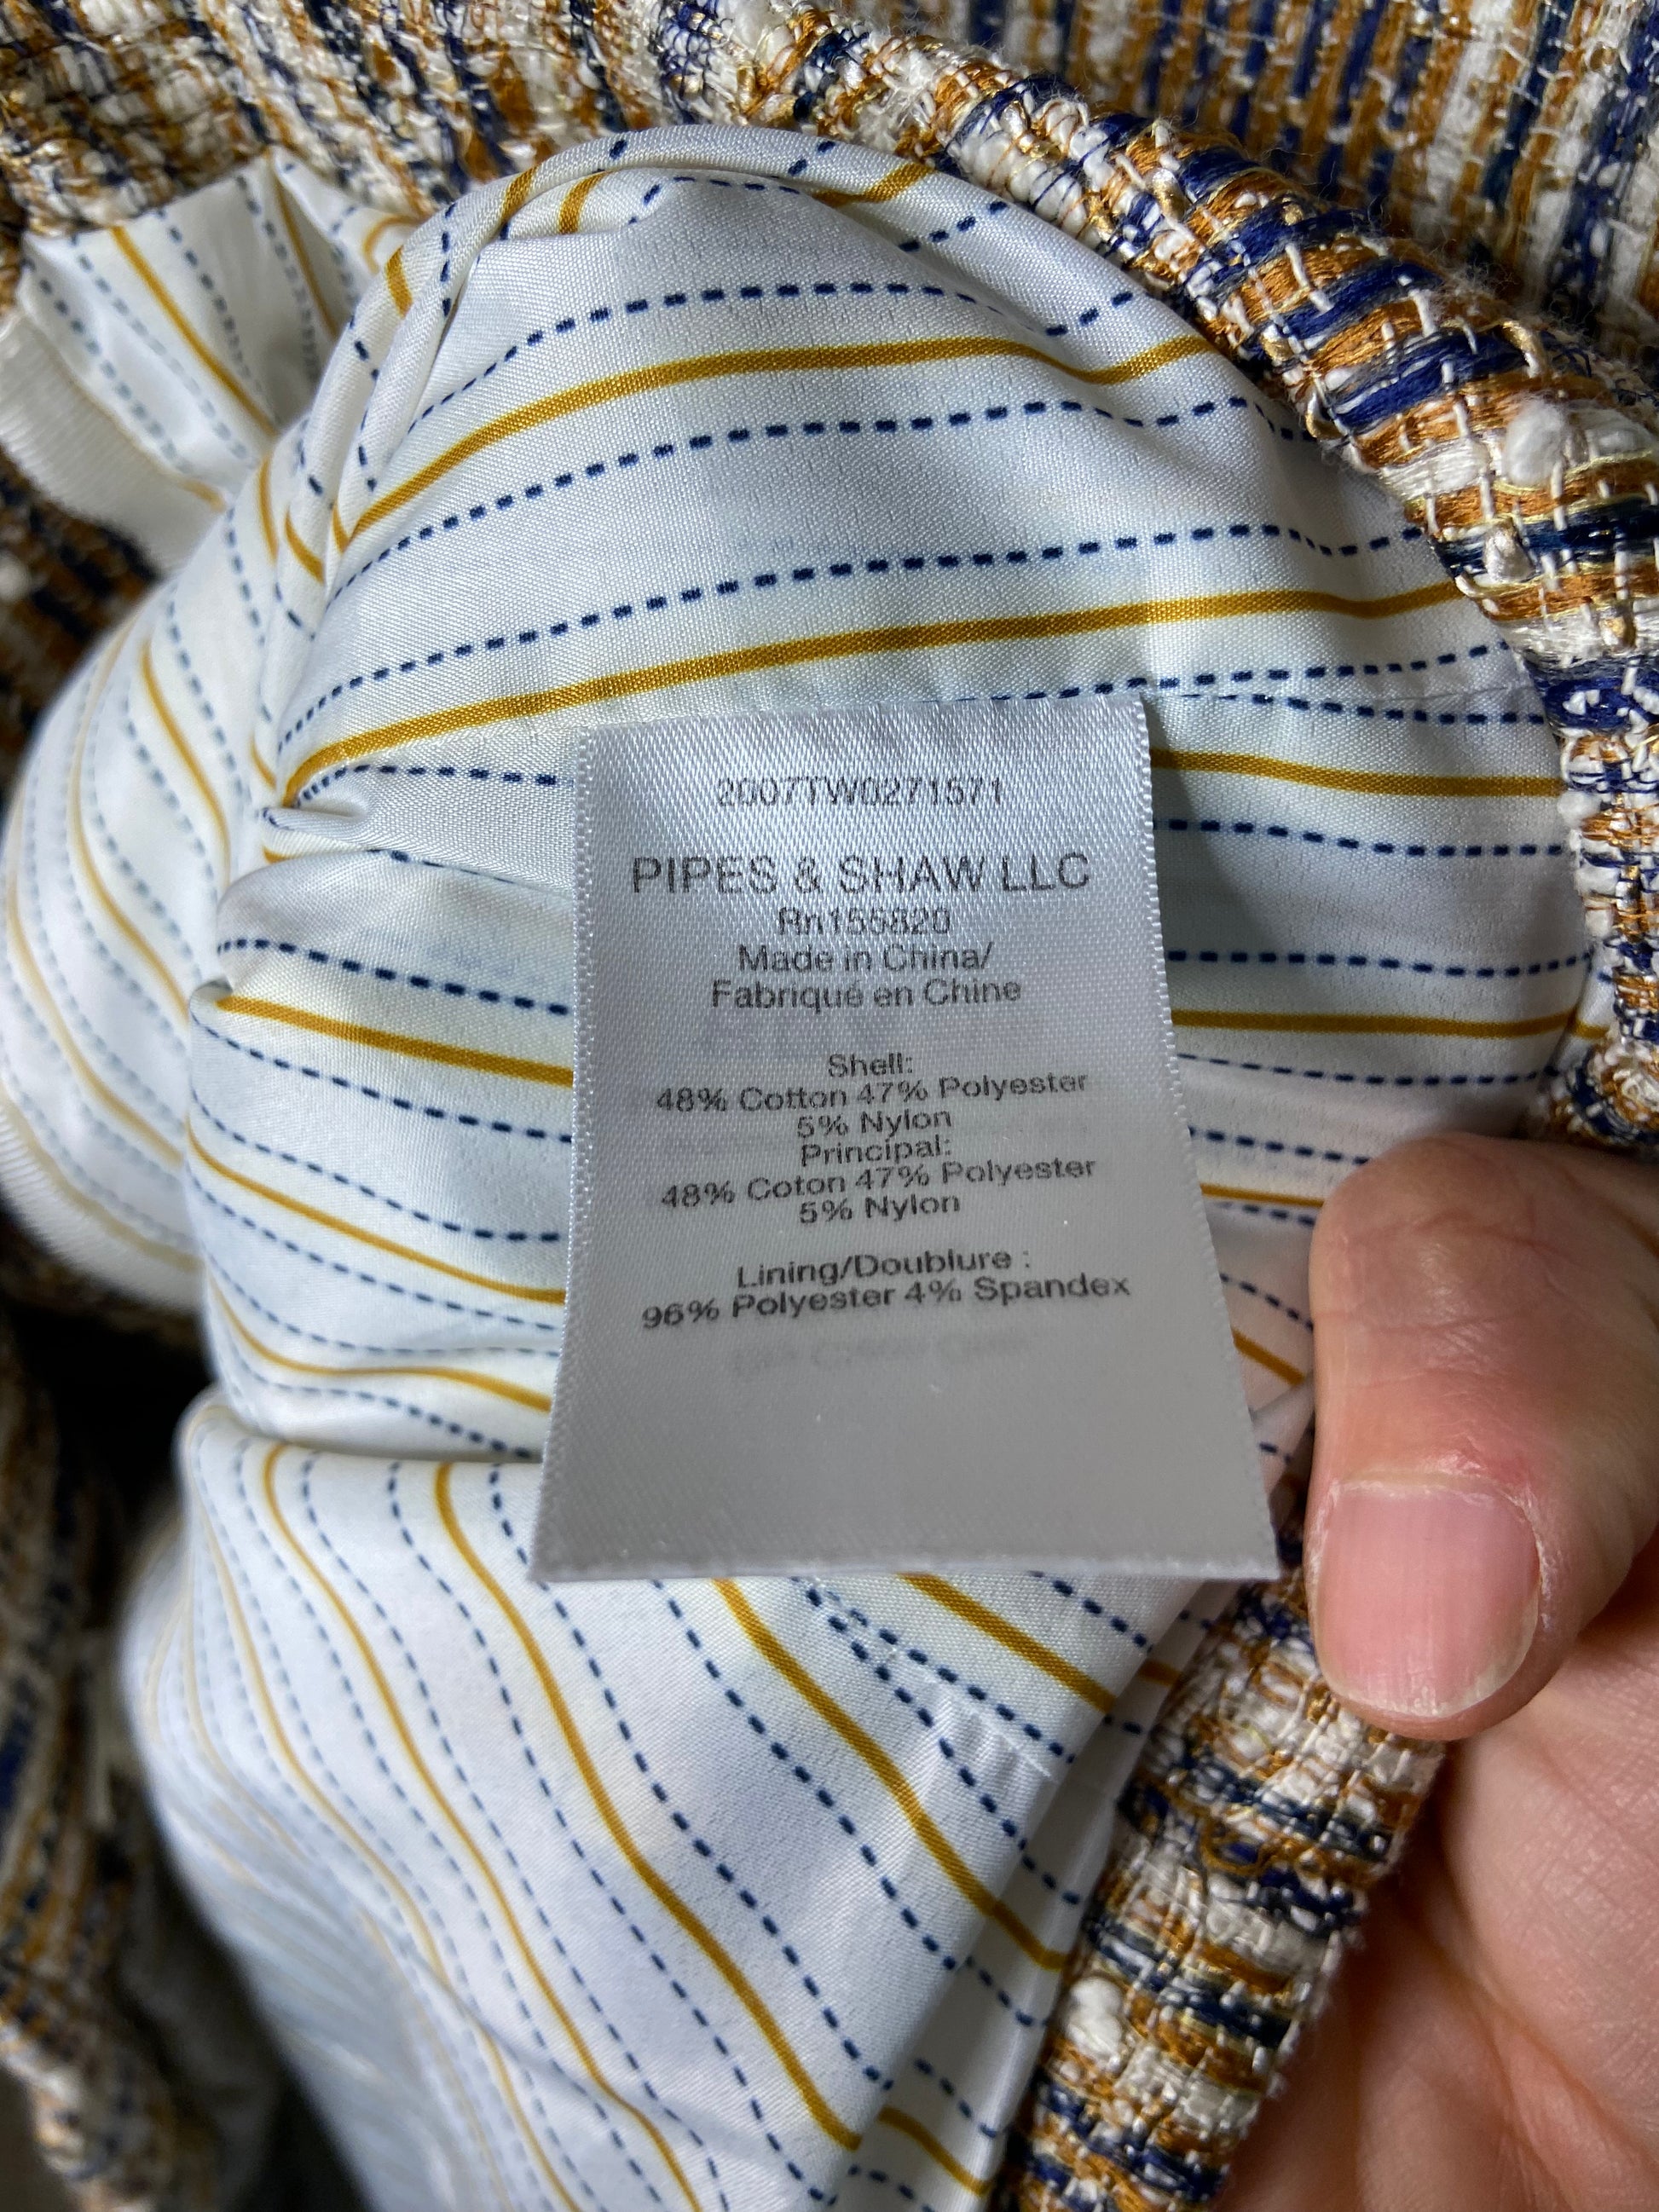 2007TW0271571
PIPES & SHAW LLC
Rn155820
Made in China/
Fabriqué en Chine
Shell:
48% Cotton 47% Polyester
5% Nylon
Principal:
48% Coton 47% Polyester
5% Nylon
Lining/Doublure :
96% Polyester 4% Spandex